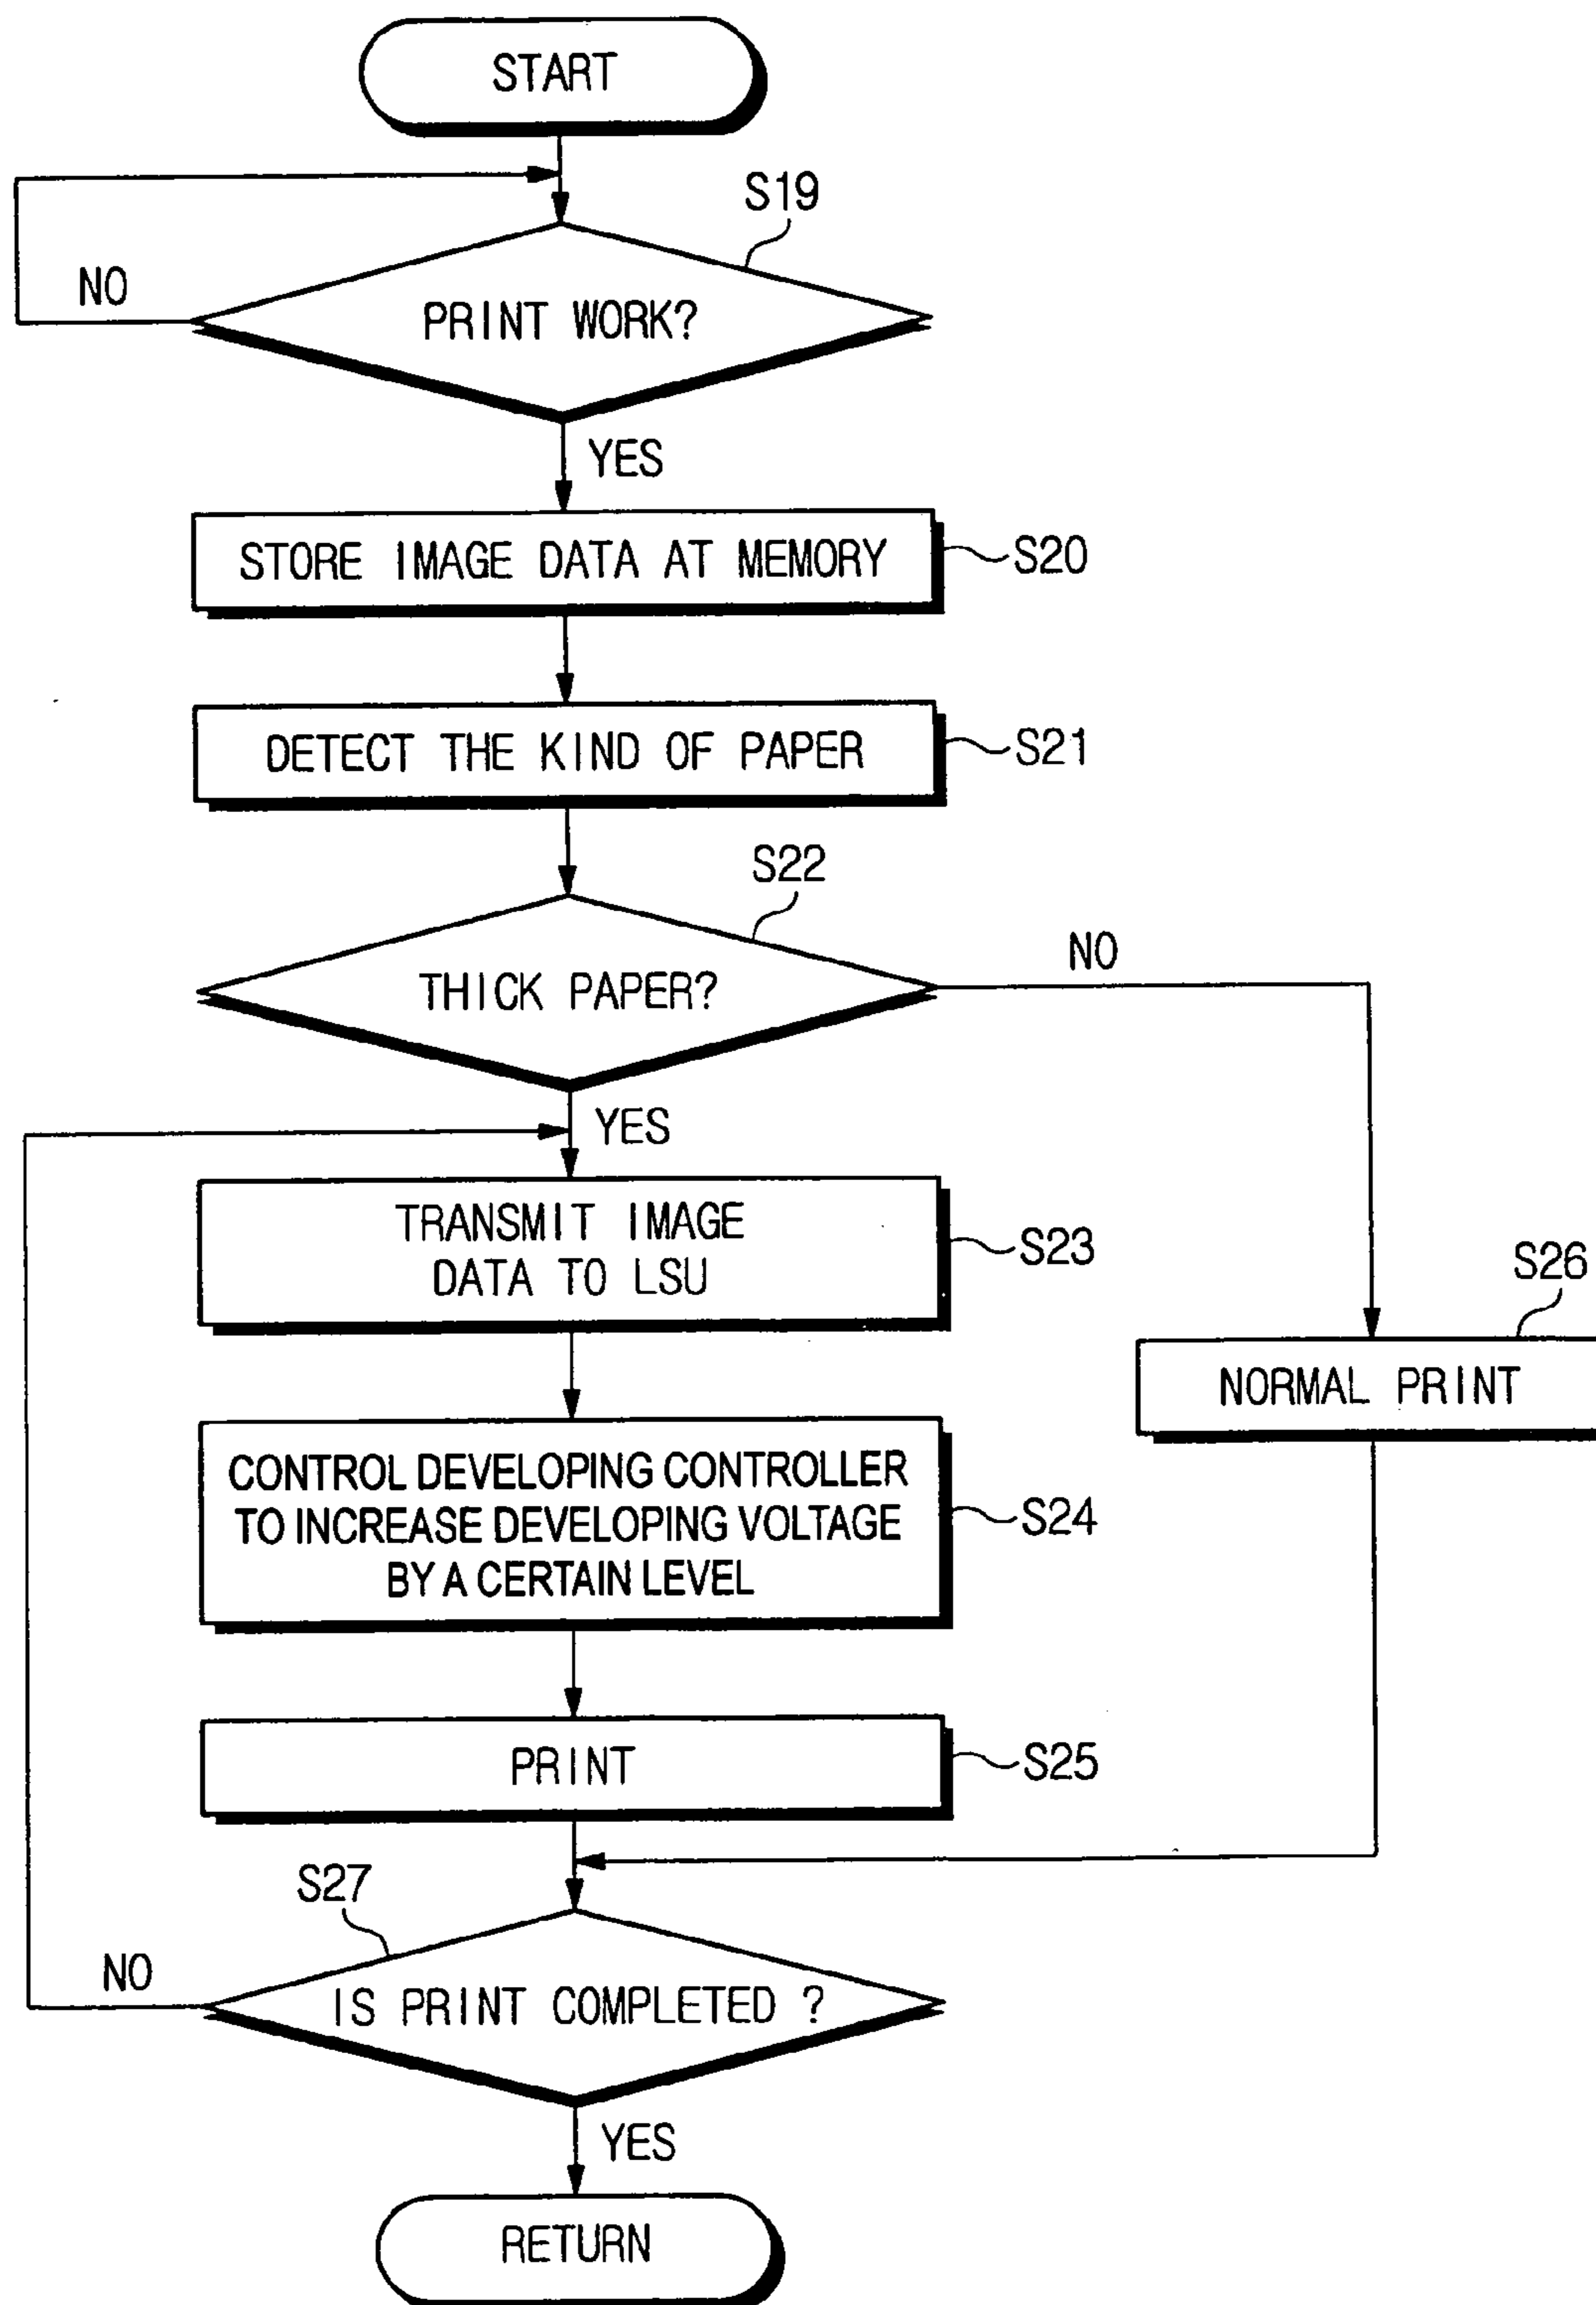 START
S19
NO
PRINT WORK?
YES
STORE IMAGE DATA AT MEMORY
S20
DETECT THE KIND OF PAPER
S21
S22
THICK PAPER?
NO
YES
TRANSMIT IMAGE
DATA TO LSU
S23
S26
NORMAL PRINT
CONTROL DEVELOPING CONTROLLER
TO INCREASE DEVELOPING VOLTAGE
BY A CERTAIN LEVEL
S24
PRINT
S25
S27
NO
IS PRINT COMPLETED ?
YES
RETURN